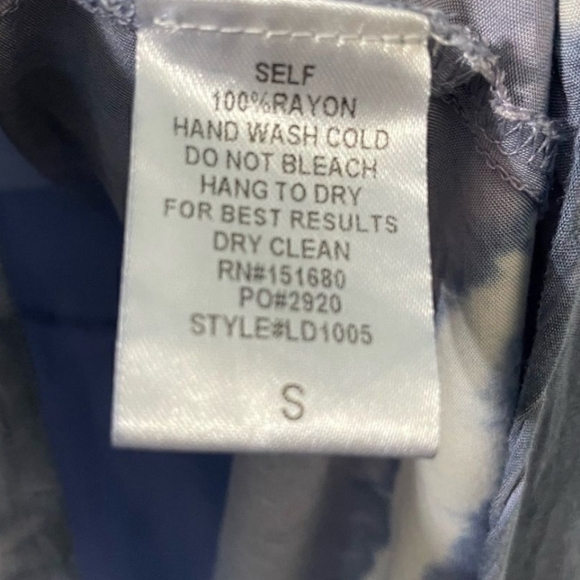 SELF
100%RAYON
HAND WASH COLD
DO NOT BLEACH
HANG TO DRY
FOR BEST RESULTS
DRY CLEAN
RN#151680
PO#2920
STYLE#LD1005
S